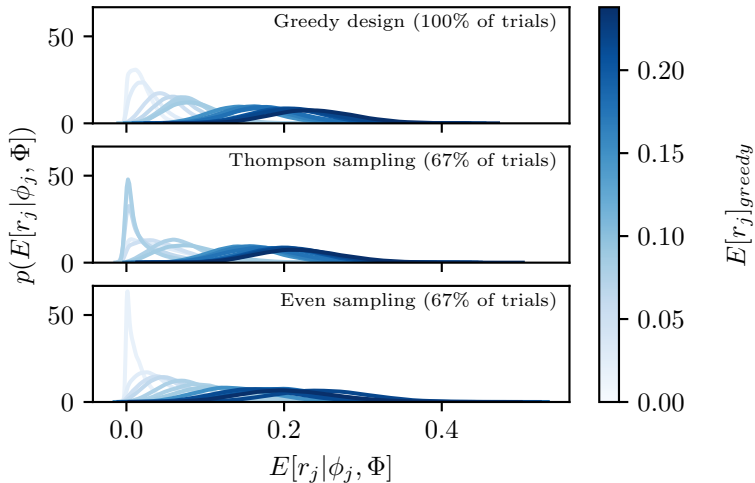 Greedy design (100% of trials)
50
0
Thompson sampling (67% of trials)
50
0
Even sampling (67% of trials)
50
0
0.0 0.2 0.4
E[r_j|ϕ_j, Φ]
p(E[r_j|ϕ_j, Φ])
0.20
0.15
0.10
0.05
0.00
E[r_j]_{greedy}